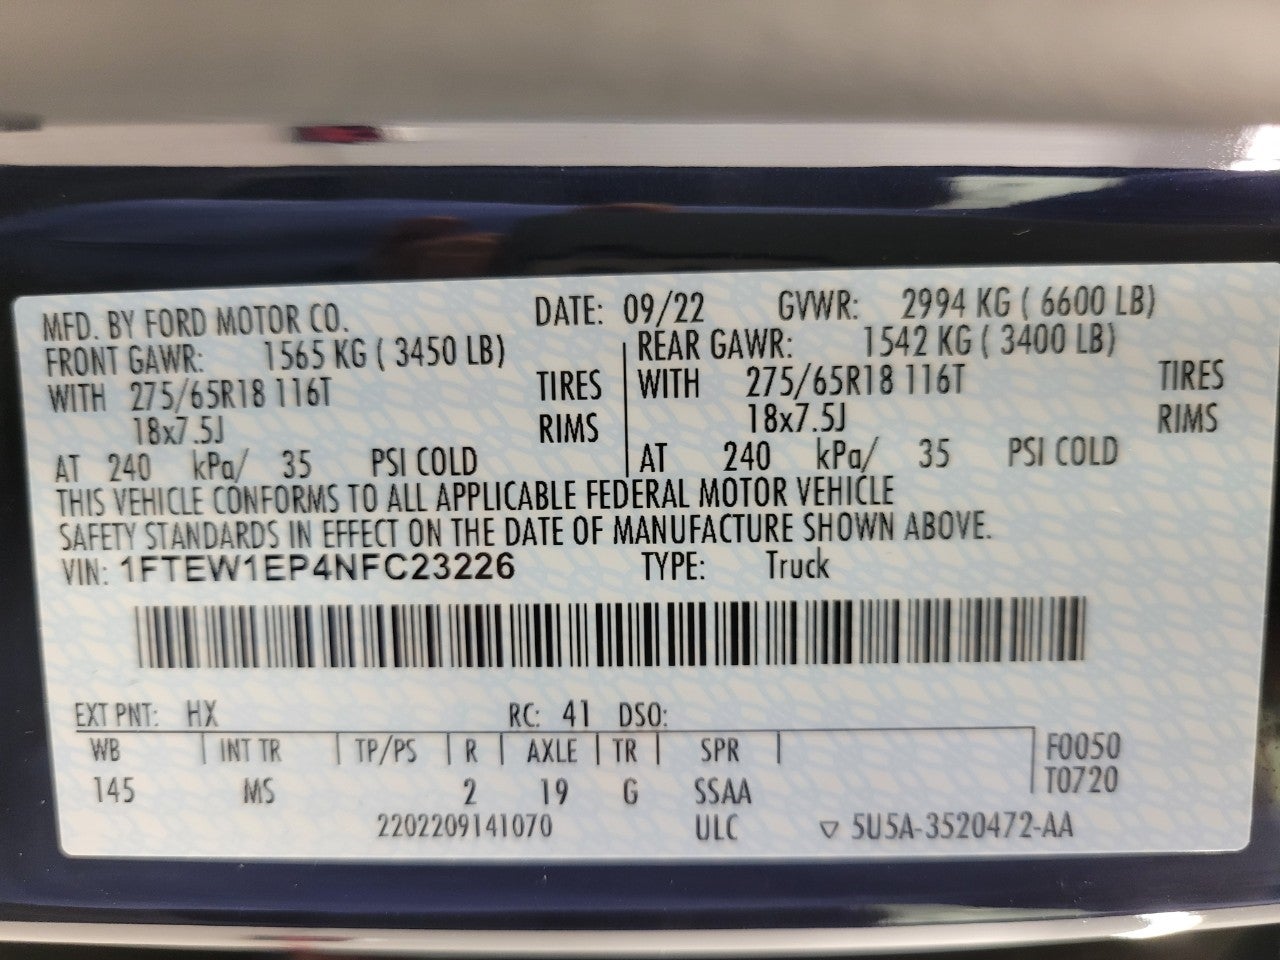 MFD. BY FORD MOTOR CO. DATE: 09/22 GVWR: 2994 KG ( 6600 LB)
FRONT GAWR: 1565 KG ( 3450 LB) REAR GAWR: 1542 KG ( 3400 LB)
WITH 275/65R18 116T TIRES WITH 275/65R18 116T TIRES
18x7.5J RIMS 18x7.5J RIMS
AT 240 kPa/ 35 PSI COLD AT 240 kPa/ 35 PSI COLD
THIS VEHICLE CONFORMS TO ALL APPLICABLE FEDERAL MOTOR VEHICLE
SAFETY STANDARDS IN EFFECT ON THE DATE OF MANUFACTURE SHOWN ABOVE.
VIN: 1FTEW1EP4NFC23226 TYPE: Truck
EXT PNT: HX RC: 41 DSO:
WB INT TR TP/PS R AXLE TR SPR F0050
145 MS 2 19 G SSAA T0720
2202209141070 ULC ▽ 5U5A-3520472-AA